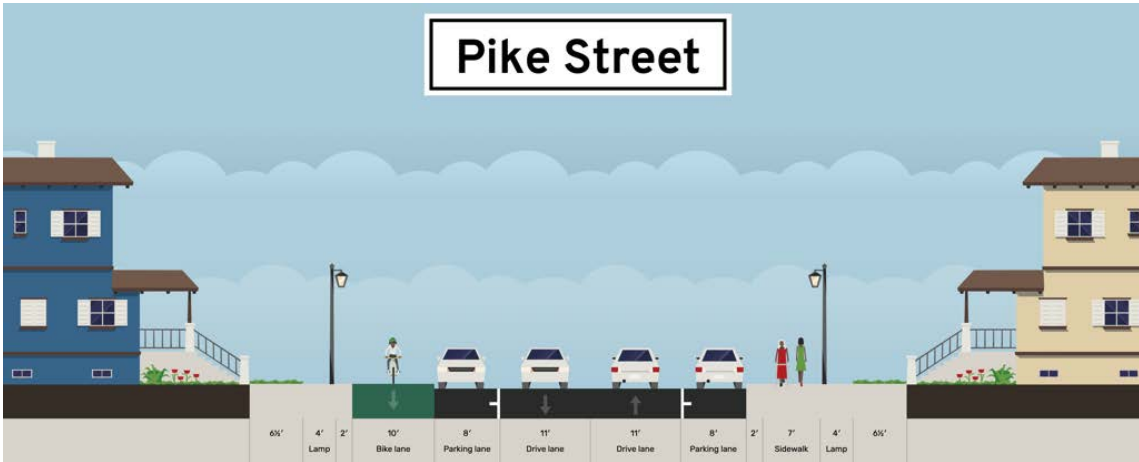 Pike Street
6½' 4' 2' 10' 8' 11' 11' 8' 2' 7' 4' 6½'
Lamp Bike lane Parking lane Drive lane Drive lane Parking lane Sidewalk Lamp